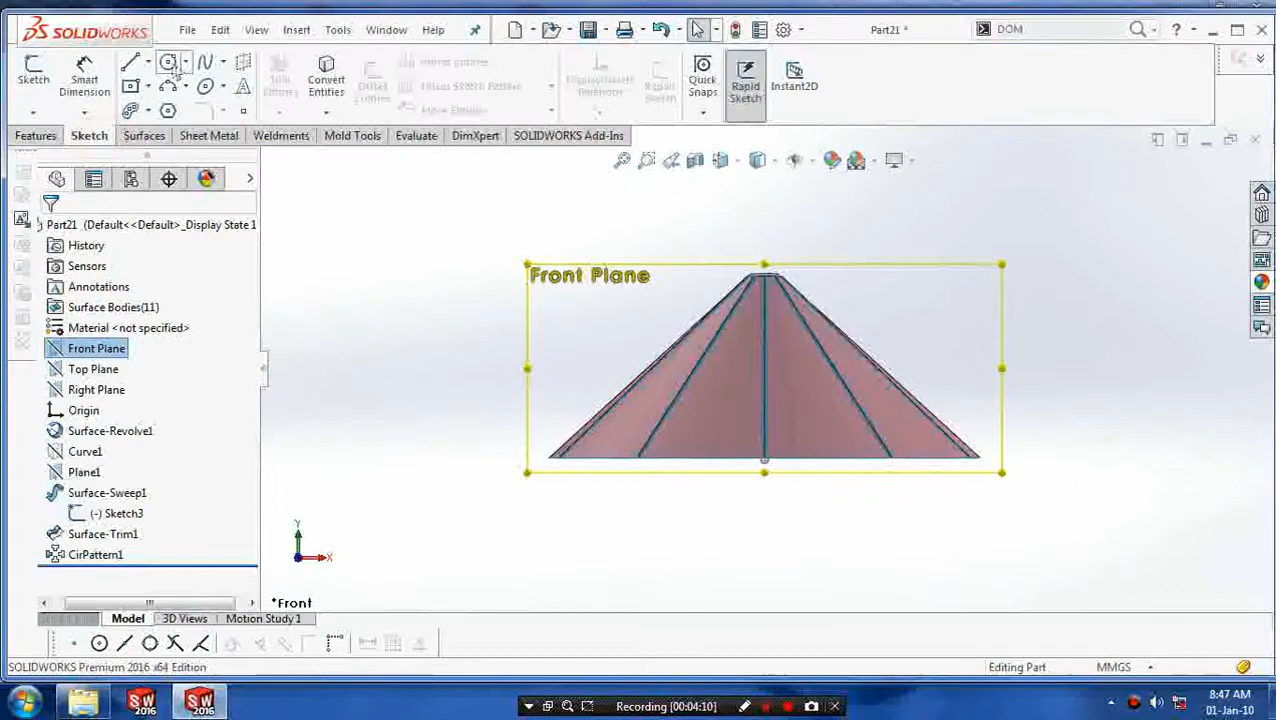 SOLIDWORKS File Edit View Insert Tools Window Help Part21 * DOM
Sketch Smart Dimension Convert Entities Quick Snaps Rapid Sketch Instant2D
Features Sketch Surfaces Sheet Metal Weldments Mold Tools Evaluate DimXpert SOLIDWORKS Add-Ins
Part21 (Default<<Default>_Display State 1
History
Sensors
Annotations
Surface Bodies(11)
Material <not specified>
Front Plane
Top Plane
Right Plane
Origin
Surface-Revolve1
Curve1
Plane1
Surface-Sweep1
(-) Sketch3
Surface-Trim1
CirPattern1
Front Plane
Y
X
*Front
Model 3D Views Motion Study 1
SOLIDWORKS Premium 2016 x64 Edition Editing Part MMGS
SW 2016 SW 2016 Recording [00:04:10] 8:47 AM
01-Jan-10